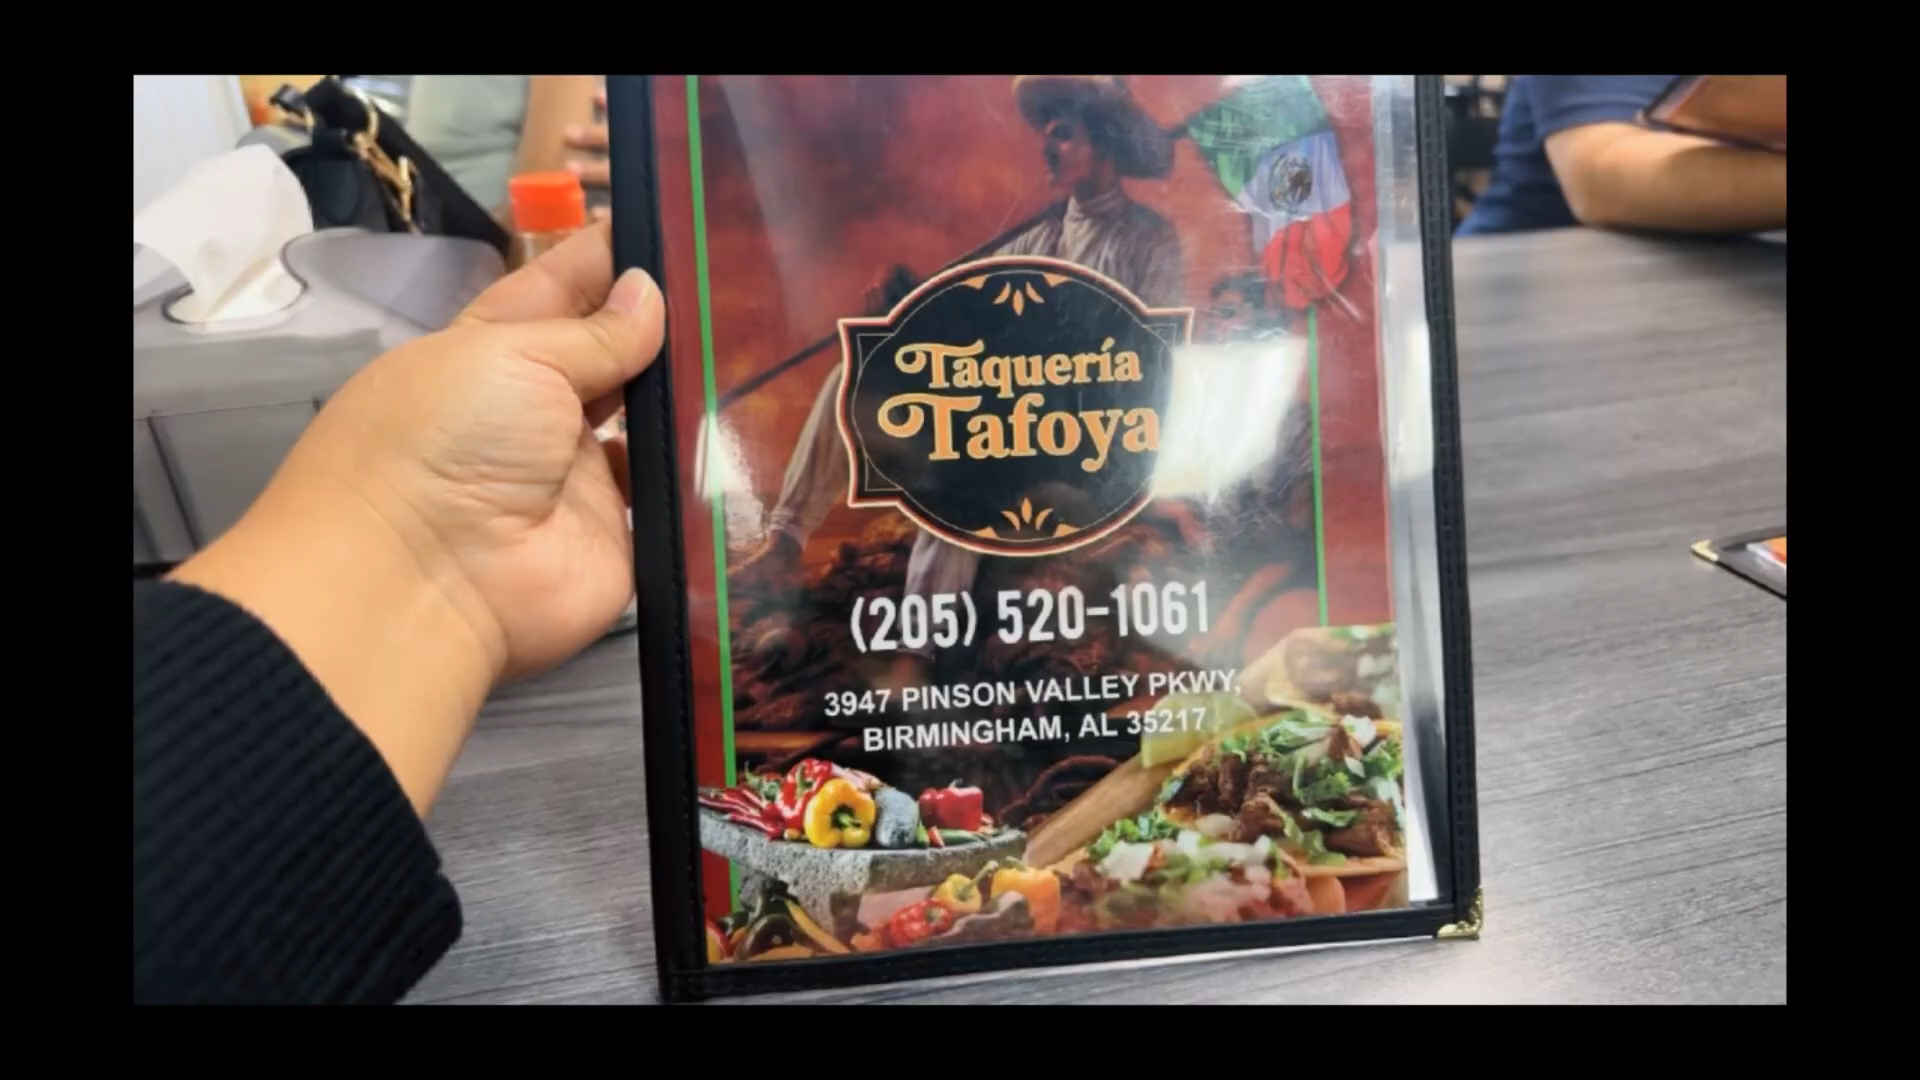 Taquería
Tafoya
(205) 520-1061
3947 PINSON VALLEY PKWY,
BIRMINGHAM, AL 35217